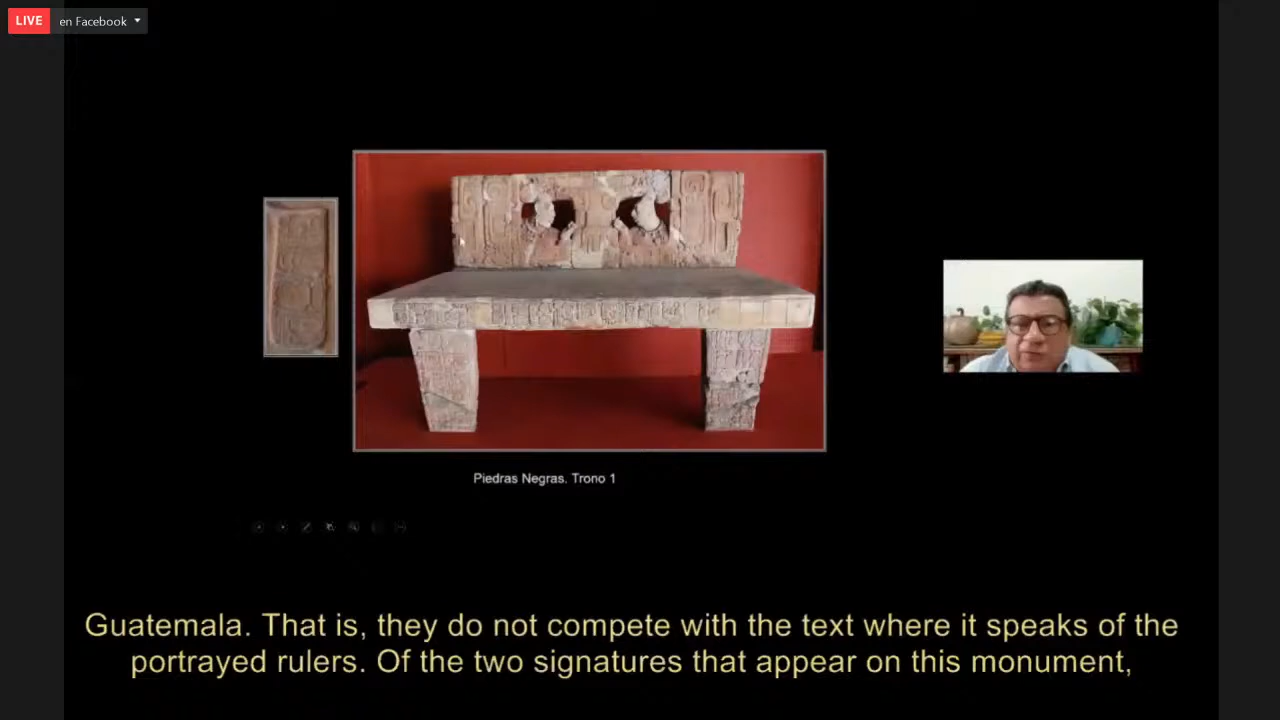 LIVE en Facebook
Piedras Negras. Trono 1
Guatemala. That is, they do not compete with the text where it speaks of the
portrayed rulers. Of the two signatures that appear on this monument,